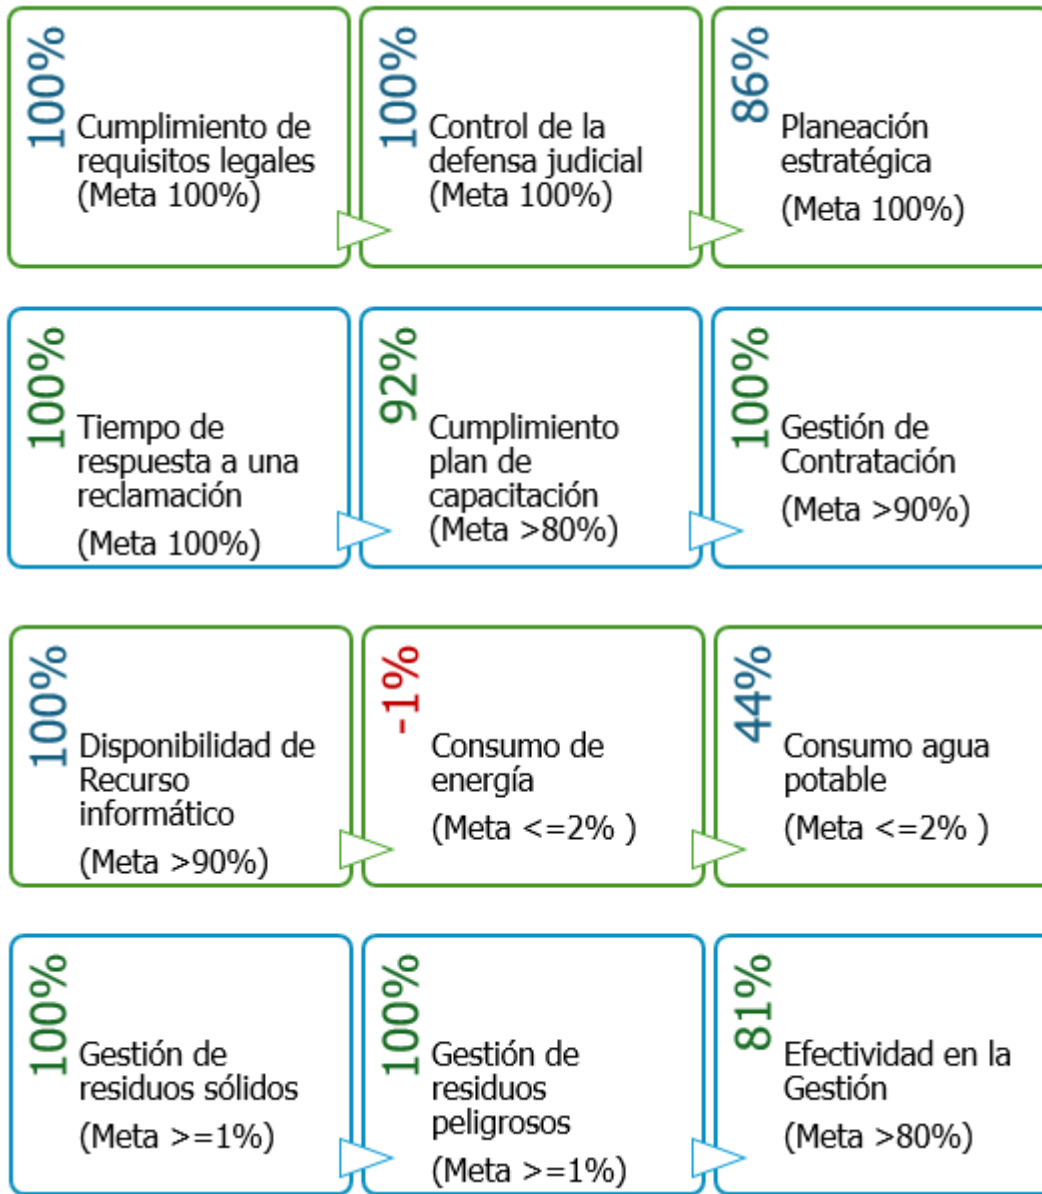 100%
Cumplimiento de
requisitos legales
(Meta 100%)
100%
Control de la
defensa judicial
(Meta 100%)
86%
Planeación
estratégica
(Meta 100%)
100%
Tiempo de
respuesta a una
reclamación
(Meta 100%)
92%
Cumplimiento
plan de
capacitación
(Meta >80%)
100%
Gestión de
Contratación
(Meta >90%)
100%
Disponibilidad de
Recurso
informático
(Meta >90%)
-1%
Consumo de
energía
(Meta <=2% )
44%
Consumo agua
potable
(Meta <=2% )
100%
Gestión de
residuos sólidos
(Meta >=1%)
100%
Gestión de
residuos
peligrosos
(Meta >=1%)
81%
Efectividad en la
Gestión
(Meta >80%)